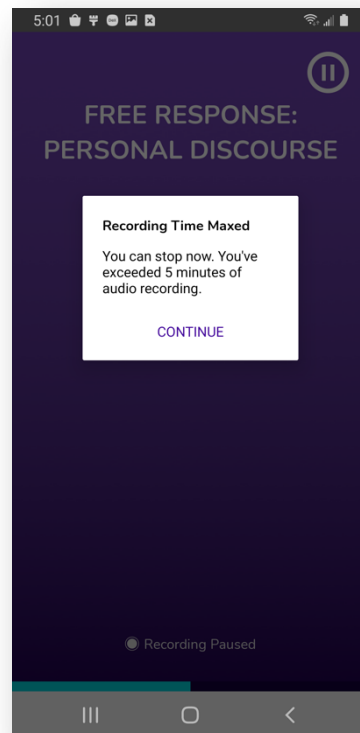 5:01
FREE RESPONSE:
PERSONAL DISCOURSE
Recording Time Maxed
You can stop now. You've
exceeded 5 minutes of
audio recording.
CONTINUE
Recording Paused